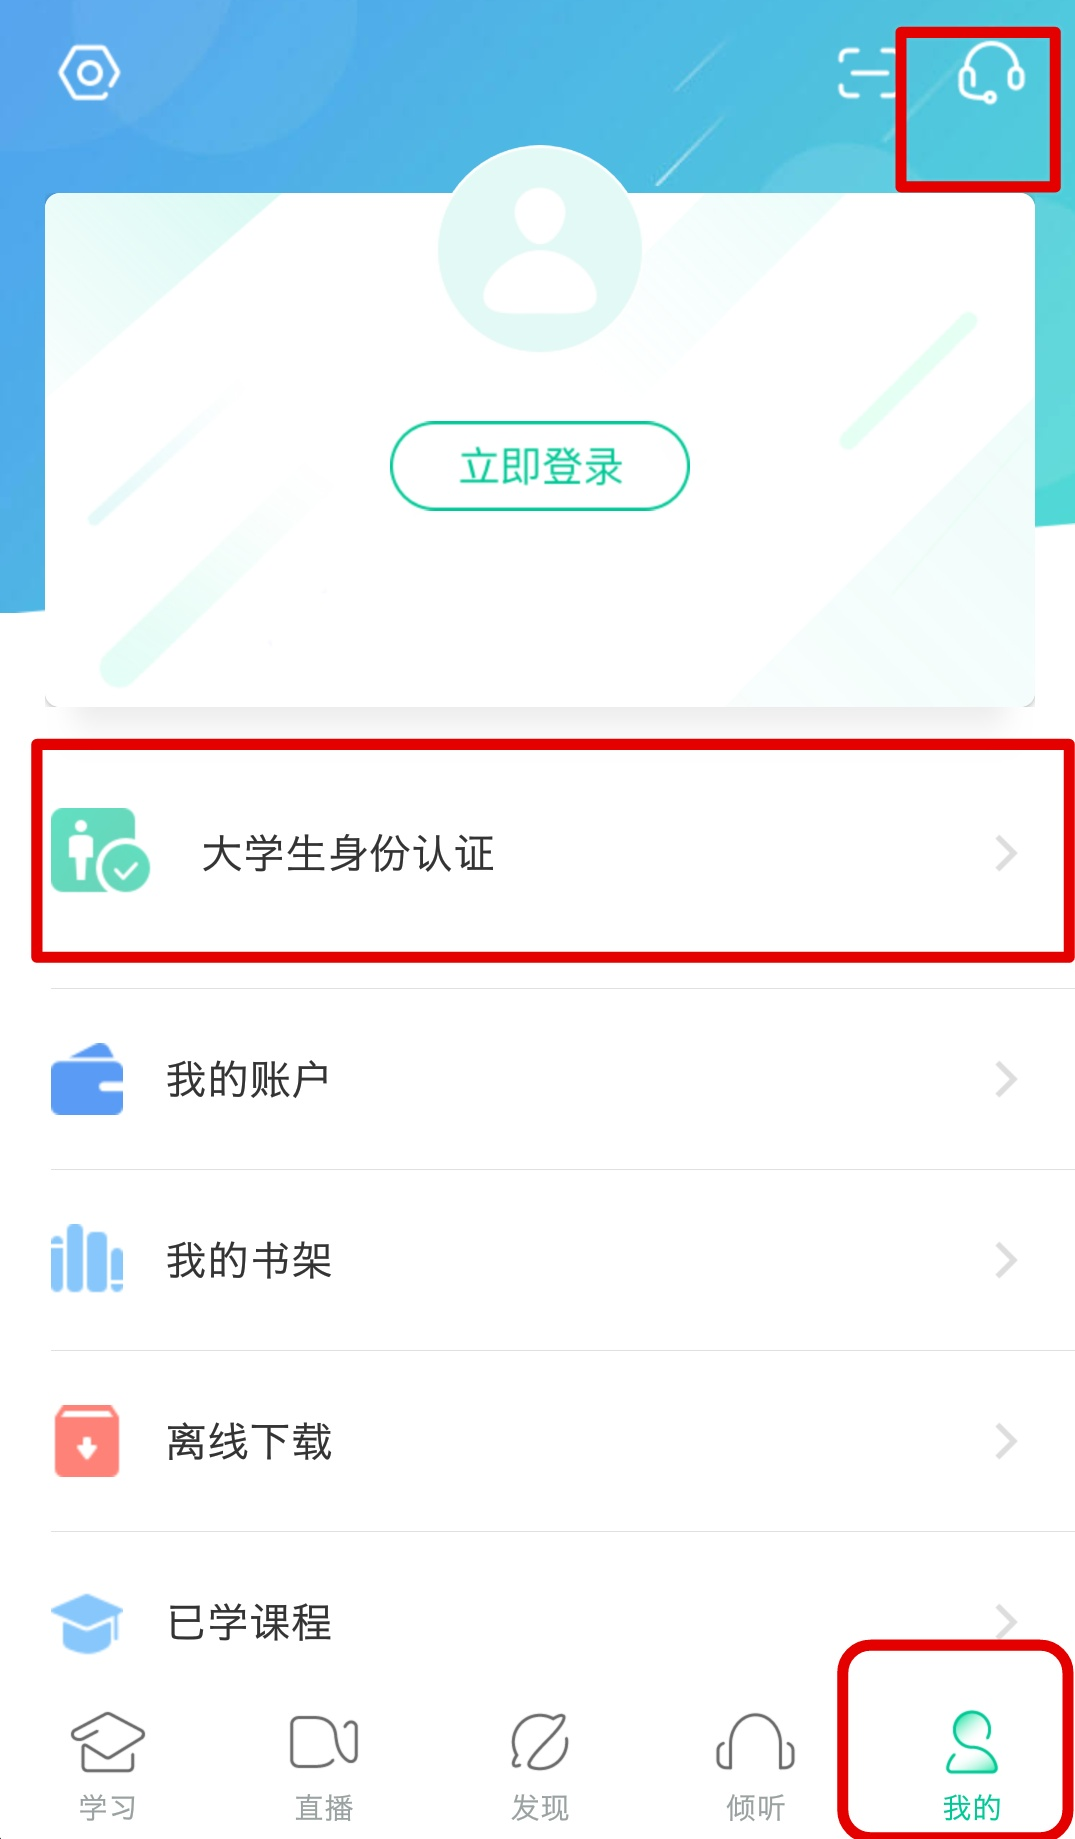 立即登录
大学生身份认证
我的账户
我的书架
离线下载
已学课程
学习
直播
发现
倾听
我的